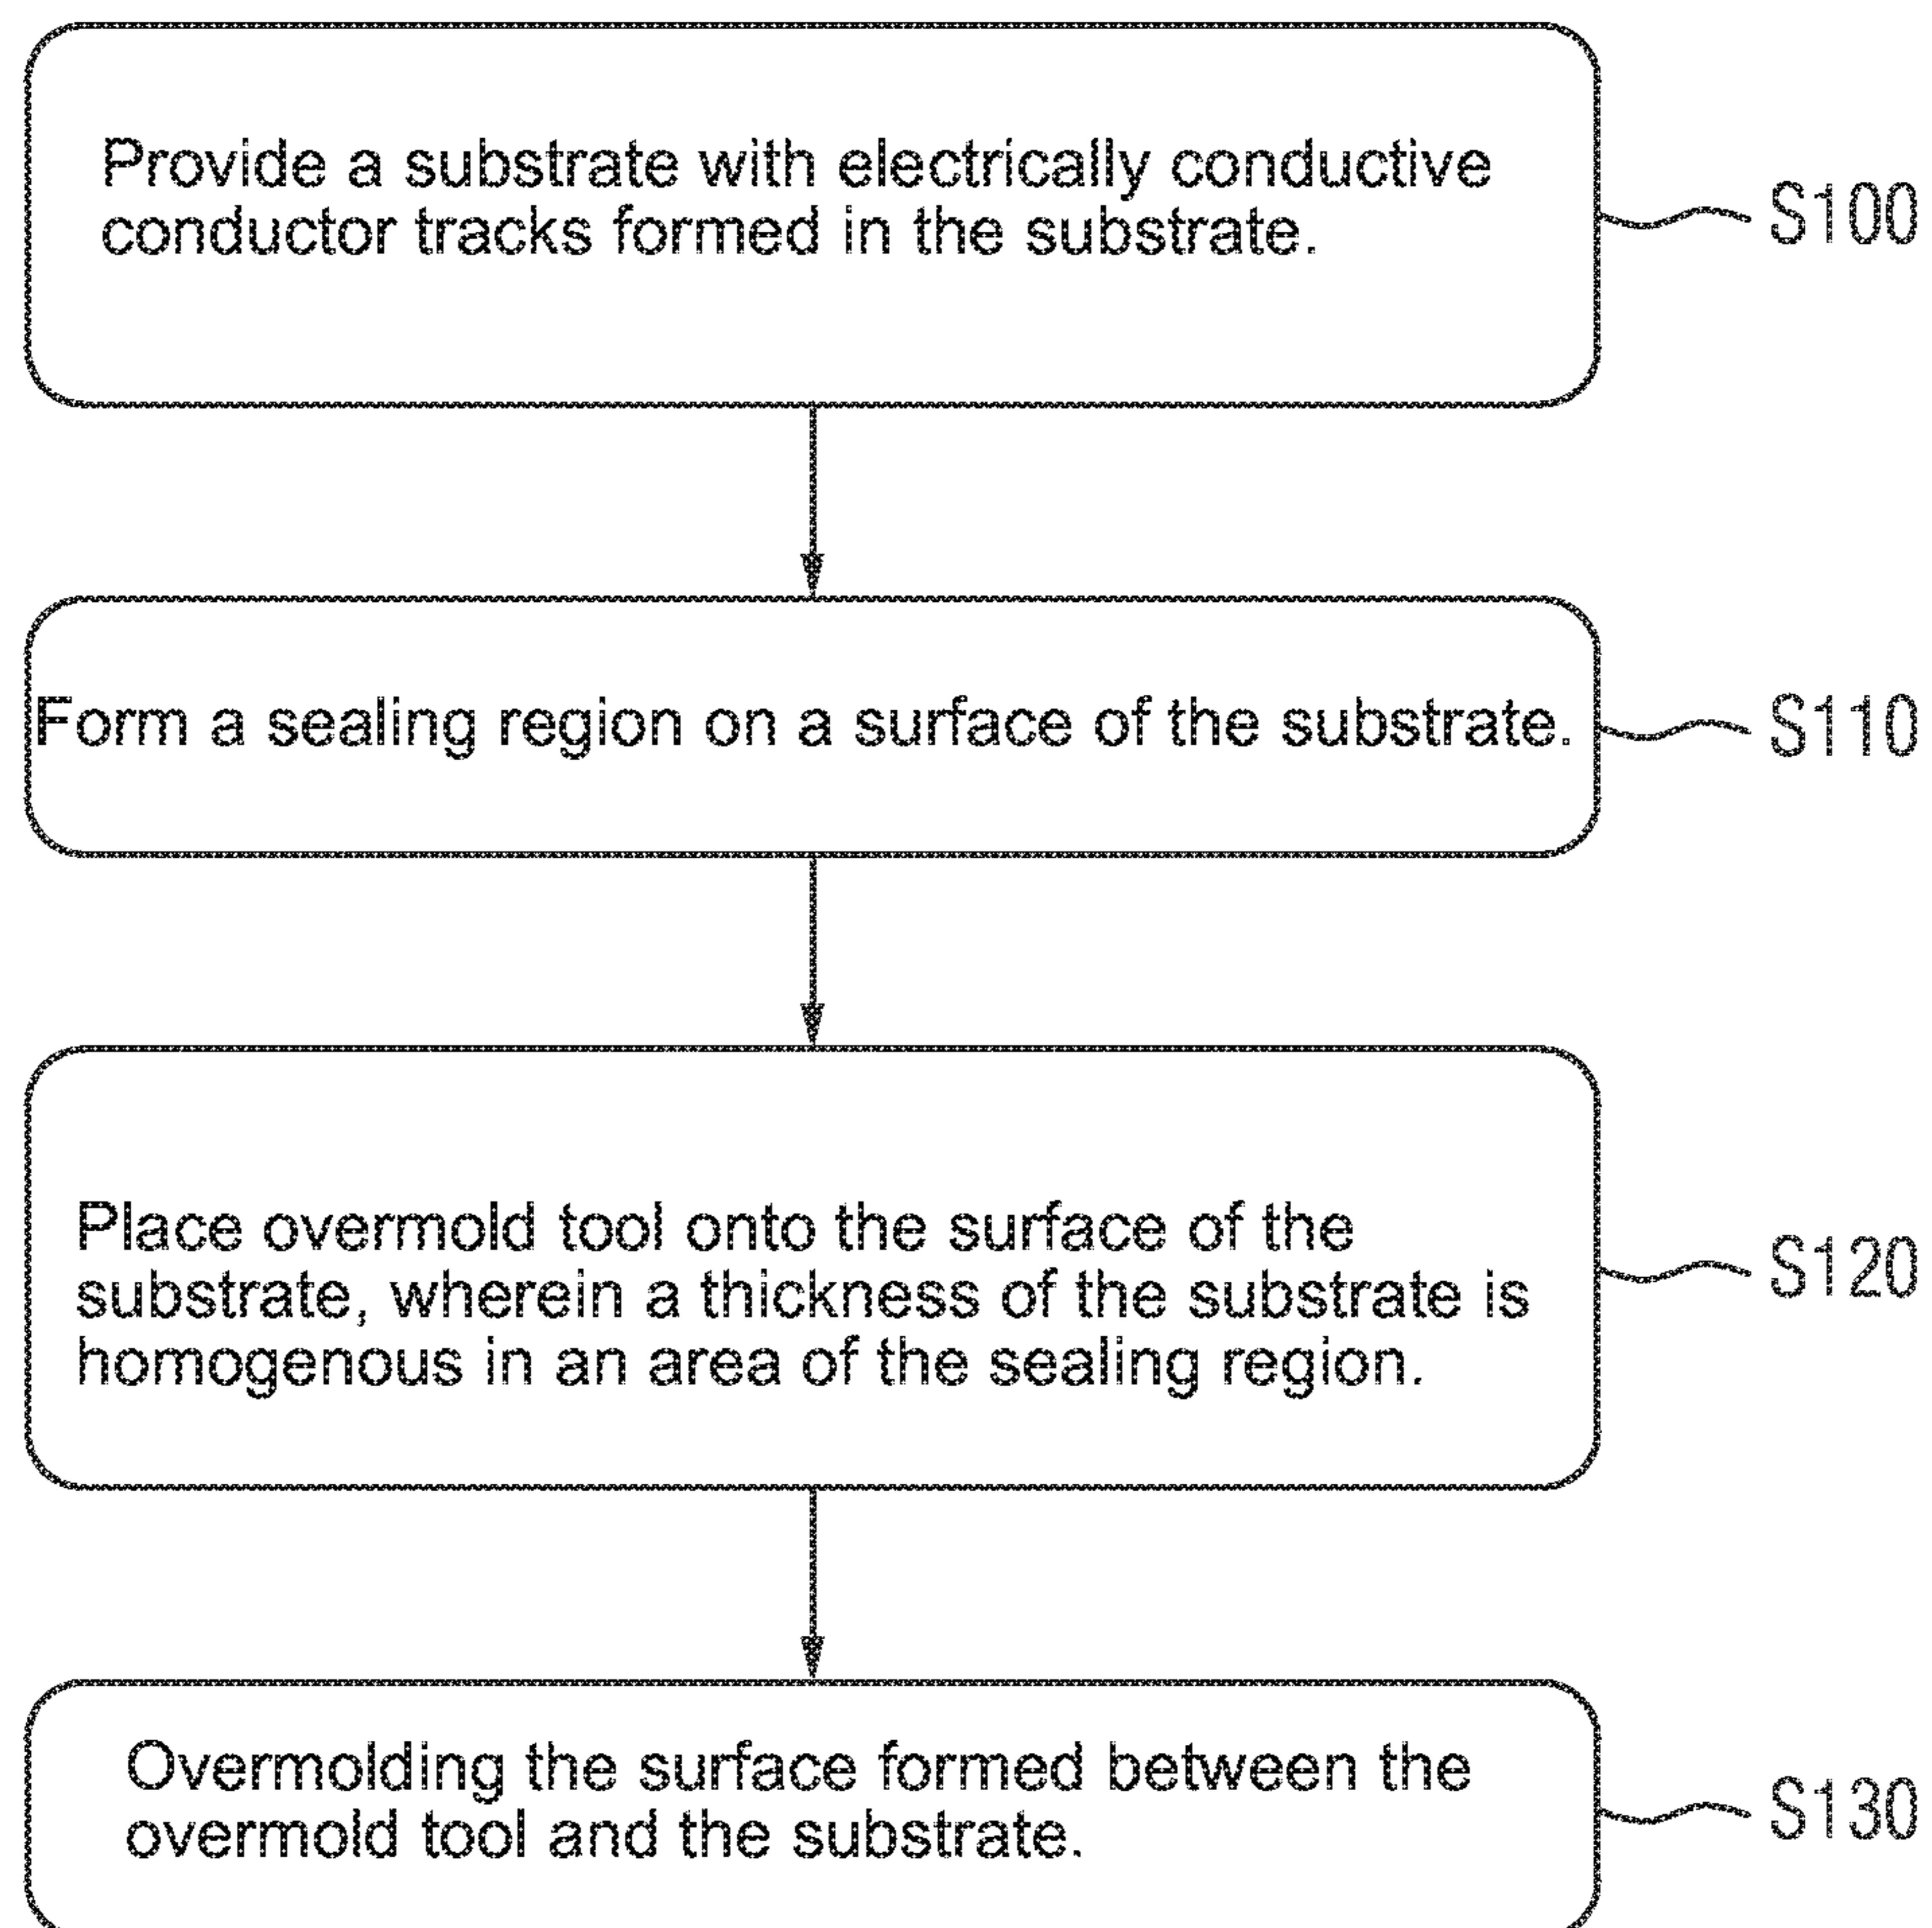 Provide a substrate with electrically conductive
conductor tracks formed in the substrate.
S100
Form a sealing region on a surface of the substrate.
S110
Place overmold tool onto the surface of the
substrate, wherein a thickness of the substrate is
homogenous in an area of the sealing region.
S120
Overmolding the surface formed between the
overmold tool and the substrate.
S130